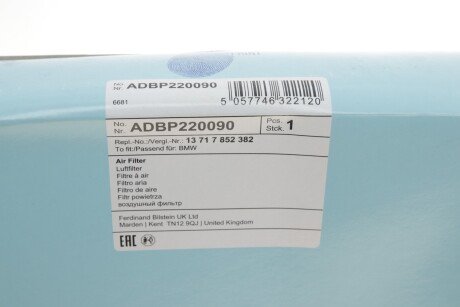 No. Nr. ADBP220090
6681
5 057746 322120
No. Nr. ADBP220090
Pcs. Stck. 1
Repl.-No.:/Vergl.-Nr.: 13 71 7 852 382
To fit:/Passend für: BMW
Air Filter
Luftfilter
Filtre à air
Filtro aria
Filtro de aire
Filtr powietrza
воздушный фильтр
Ferdinand Bilstein UK Ltd
Marden | Kent TN12 9QJ | United Kingdom
EAC